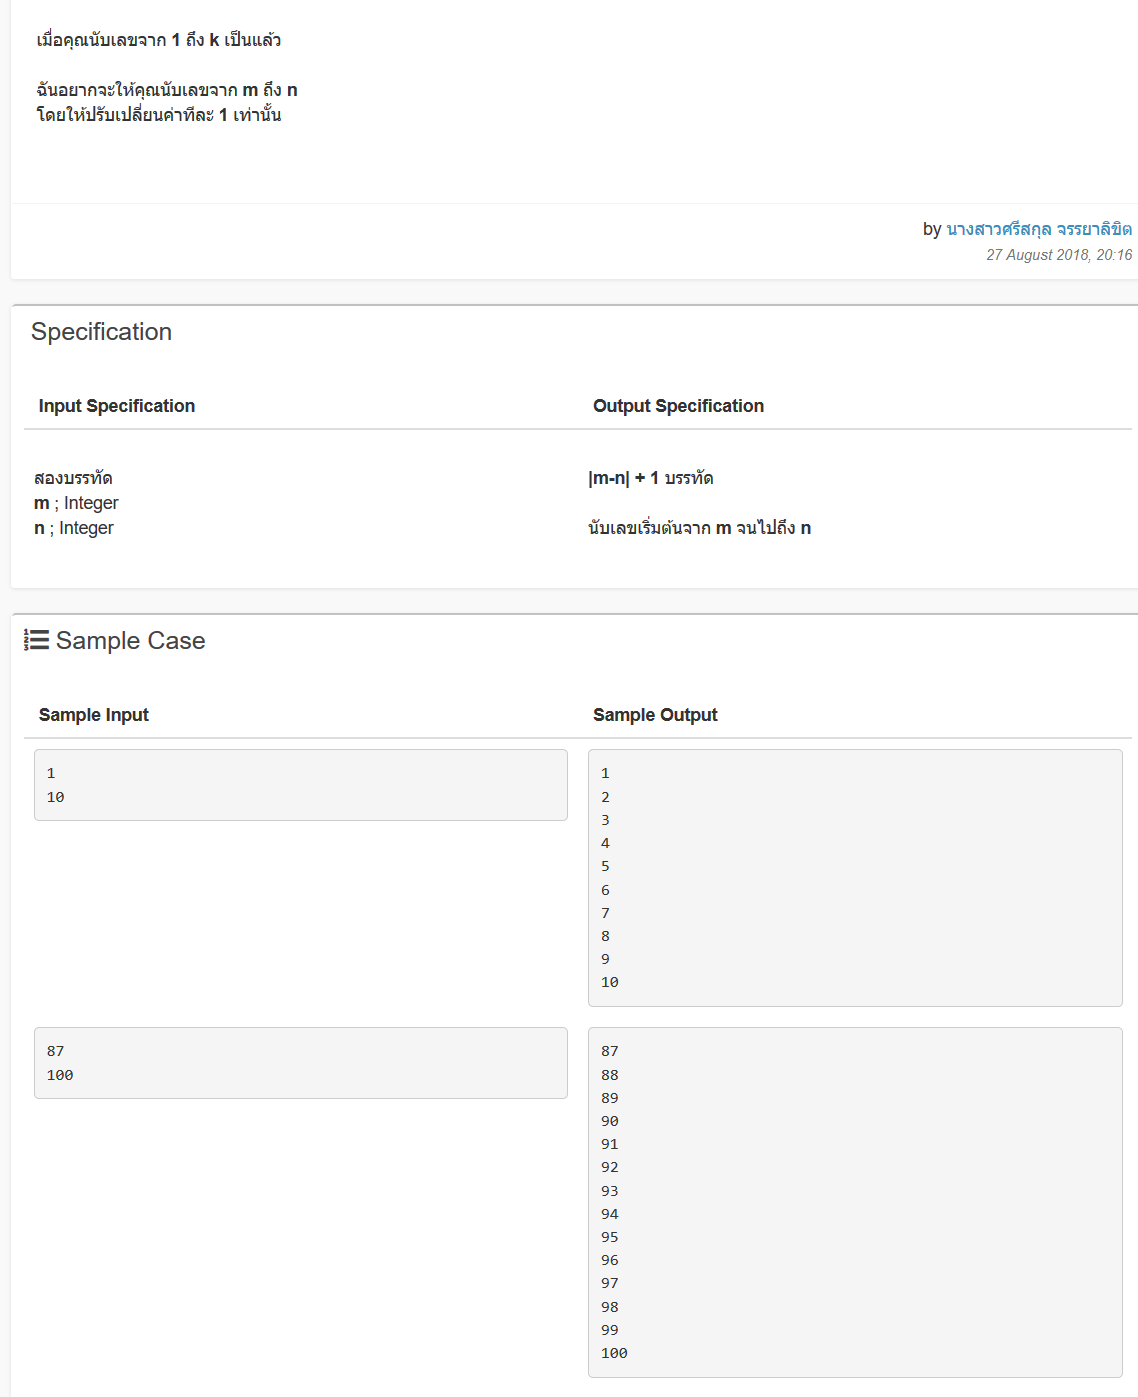 เมื่อคุณนับเลขจาก 1 ถึง k เป็นแล้ว
ฉันอยากจะให้คุณนับเลขจาก m ถึง n
โดยให้ปรับเปลี่ยนค่าทีละ 1 เท่านั้น
by นางสาวศรีสกุล จรรยาลิขิต
27 August 2018, 20:16
Specification
Input Specification
Output Specification
สองบรรทัด
m ; Integer
n ; Integer
|m-n| + 1 บรรทัด
นับเลขเริ่มต้นจาก m จนไปถึง n
Sample Case
Sample Input
Sample Output
1
10
1
2
3
4
5
6
7
8
9
10
87
100
87
88
89
90
91
92
93
94
95
96
97
98
99
100